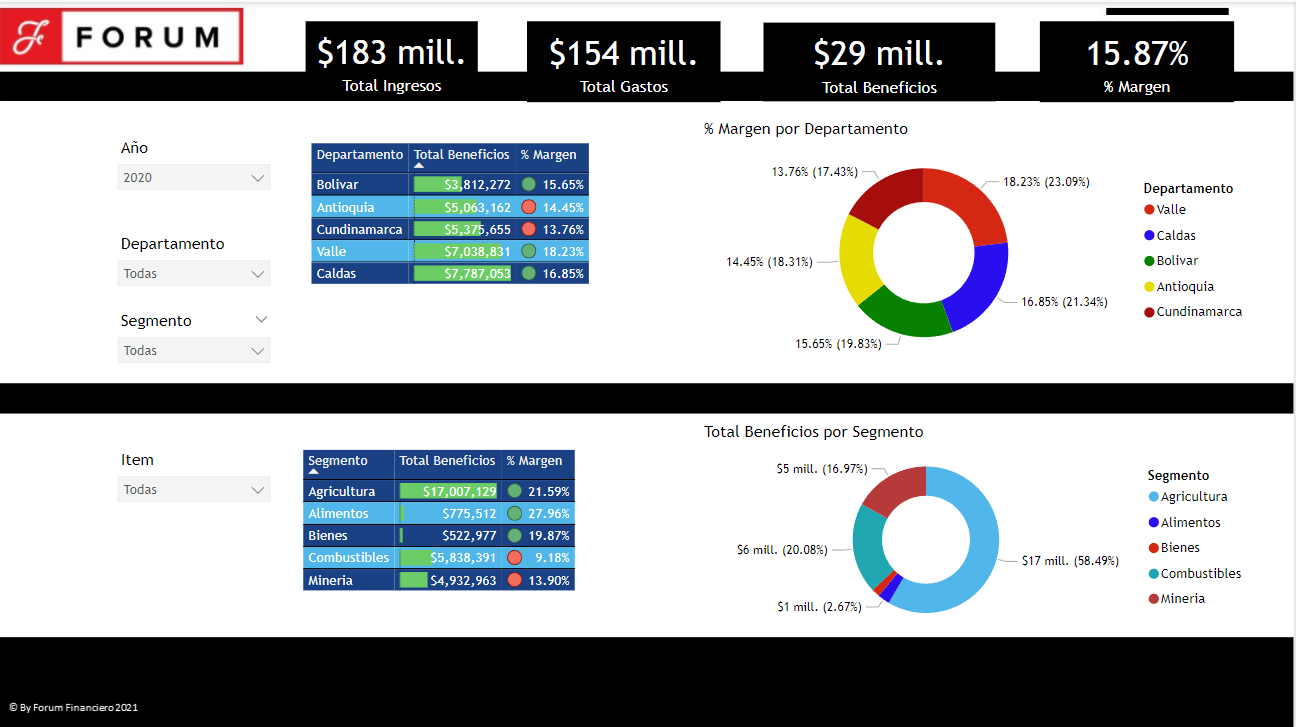 FORUM
$183 mill.
Total Ingresos
$154 mill.
Total Gastos
$29 mill.
Total Beneficios
15.87%
% Margen
Año
2020
Departamento
Todas
Segmento
Todas
Departamento Total Beneficios % Margen
Bolivar $3,812,272 15.65%
Antioquia $5,063,162 14.45%
Cundinamarca $5,375,655 13.76%
Valle $7,038,831 18.23%
Caldas $7,787,053 16.85%
% Margen por Departamento
13.76% (17.43%)
18.23% (23.09%)
14.45% (18.31%)
16.85% (21.34%)
15.65% (19.83%)
Departamento
Valle
Caldas
Bolivar
Antioquia
Cundinamarca
Item
Todas
Segmento Total Beneficios % Margen
Agricultura $17,007,129 21.59%
Alimentos $775,512 27.96%
Bienes $522,977 19.87%
Combustibles $5,838,391 9.18%
Mineria $4,932,963 13.90%
Total Beneficios por Segmento
$5 mill. (16.97%)
$6 mill. (20.08%)
$17 mill. (58.49%)
$1 mill. (2.67%)
Segmento
Agricultura
Alimentos
Bienes
Combustibles
Mineria
© By Forum Financiero 2021